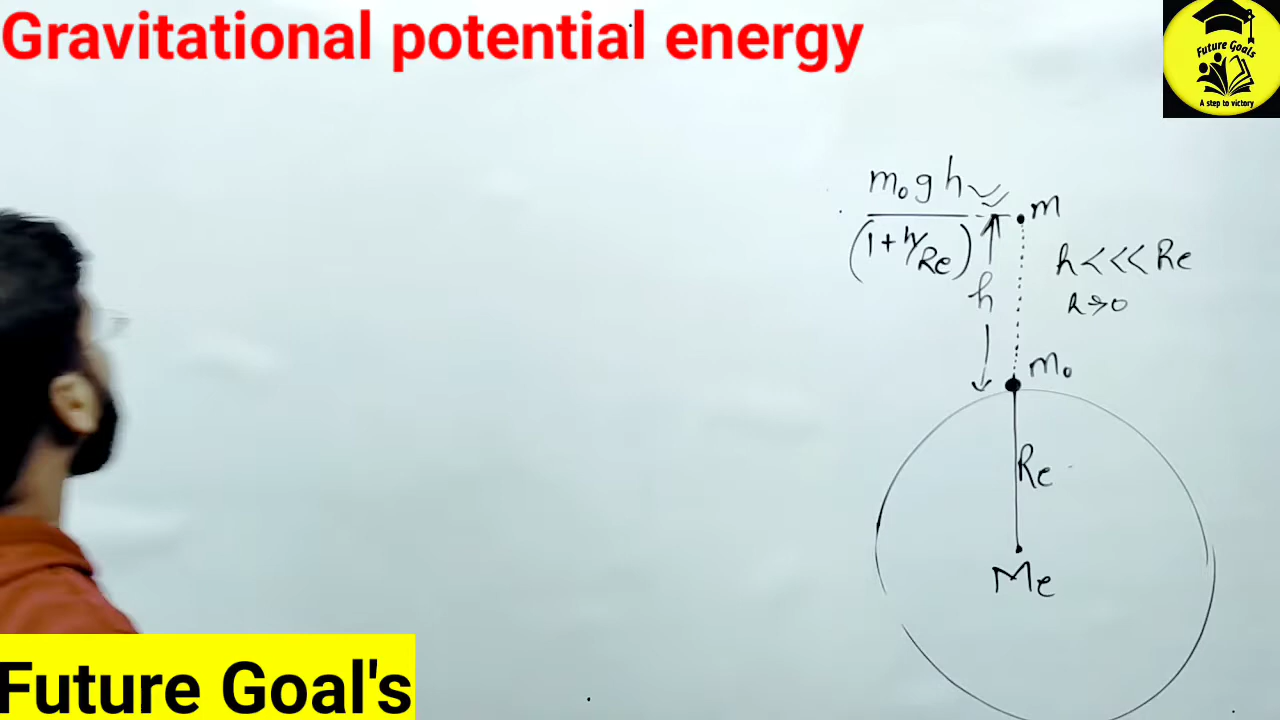 Gravitational potential energy
Future Goals
A step to victory
m₀gh
(1+h/Re)
m
h
h<<<Re
h→0
m₀
Re
Me
Future Goal's